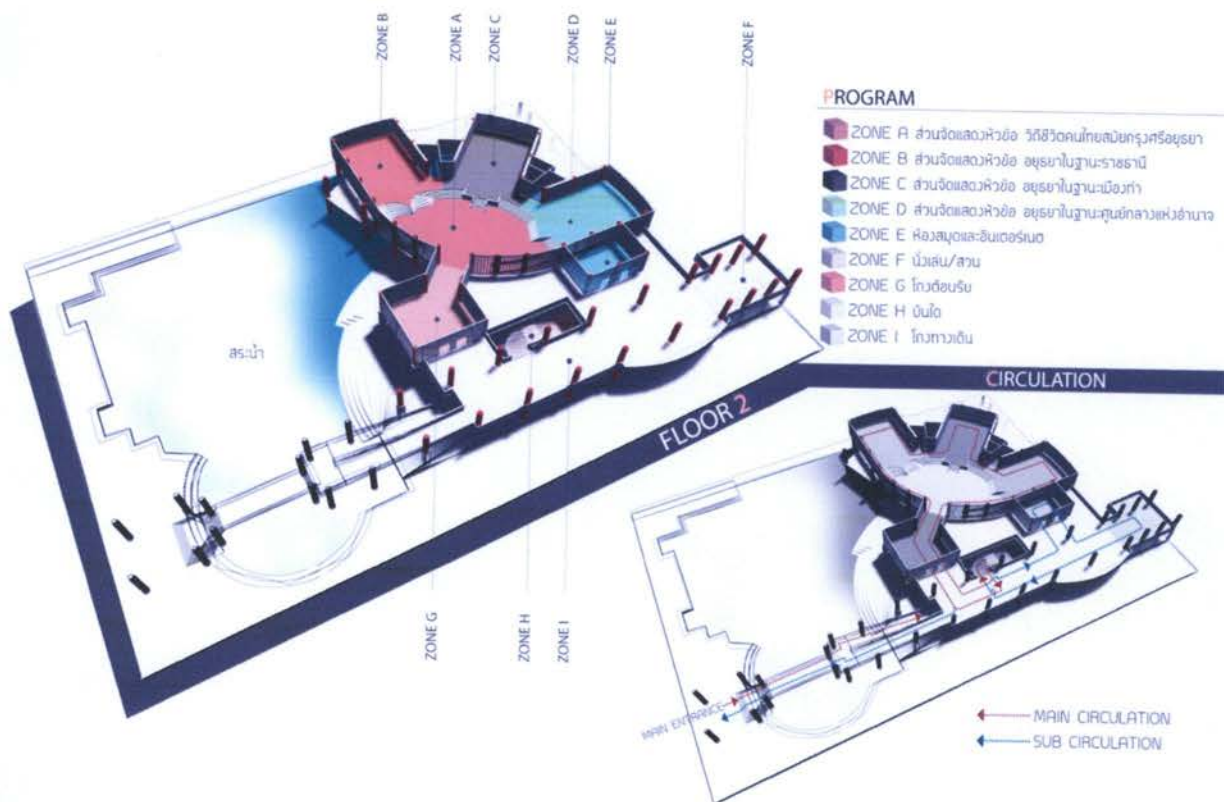 ZONE B
ZONE A
ZONE C
ZONE D
ZONE E
ZONE F
PROGRAM
ZONE A ส่วนจัดแสดงหัวข้อ วิถีชีวิตคนไทยสมัยกรุงศรีอยุธยา
ZONE B ส่วนจัดแสดงหัวข้อ อยุธยาในฐานะราชธานี
ZONE C ส่วนจัดแสดงหัวข้อ อยุธยาในฐานะเมืองท่า
ZONE D ส่วนจัดแสดงหัวข้อ อยุธยาในฐานะศูนย์กลางแห่งอำนาจ
ZONE E ห้องสมุดและอินเตอร์เนต
ZONE F นั่งเล่น/สวน
ZONE G โถงต้อนรับ
ZONE H บันได
ZONE I โถงทางเดิน
สระน้ำ
FLOOR 2
CIRCULATION
ZONE G
ZONE H
ZONE I
MAIN ENTRANCE
MAIN CIRCULATION
SUB CIRCULATION